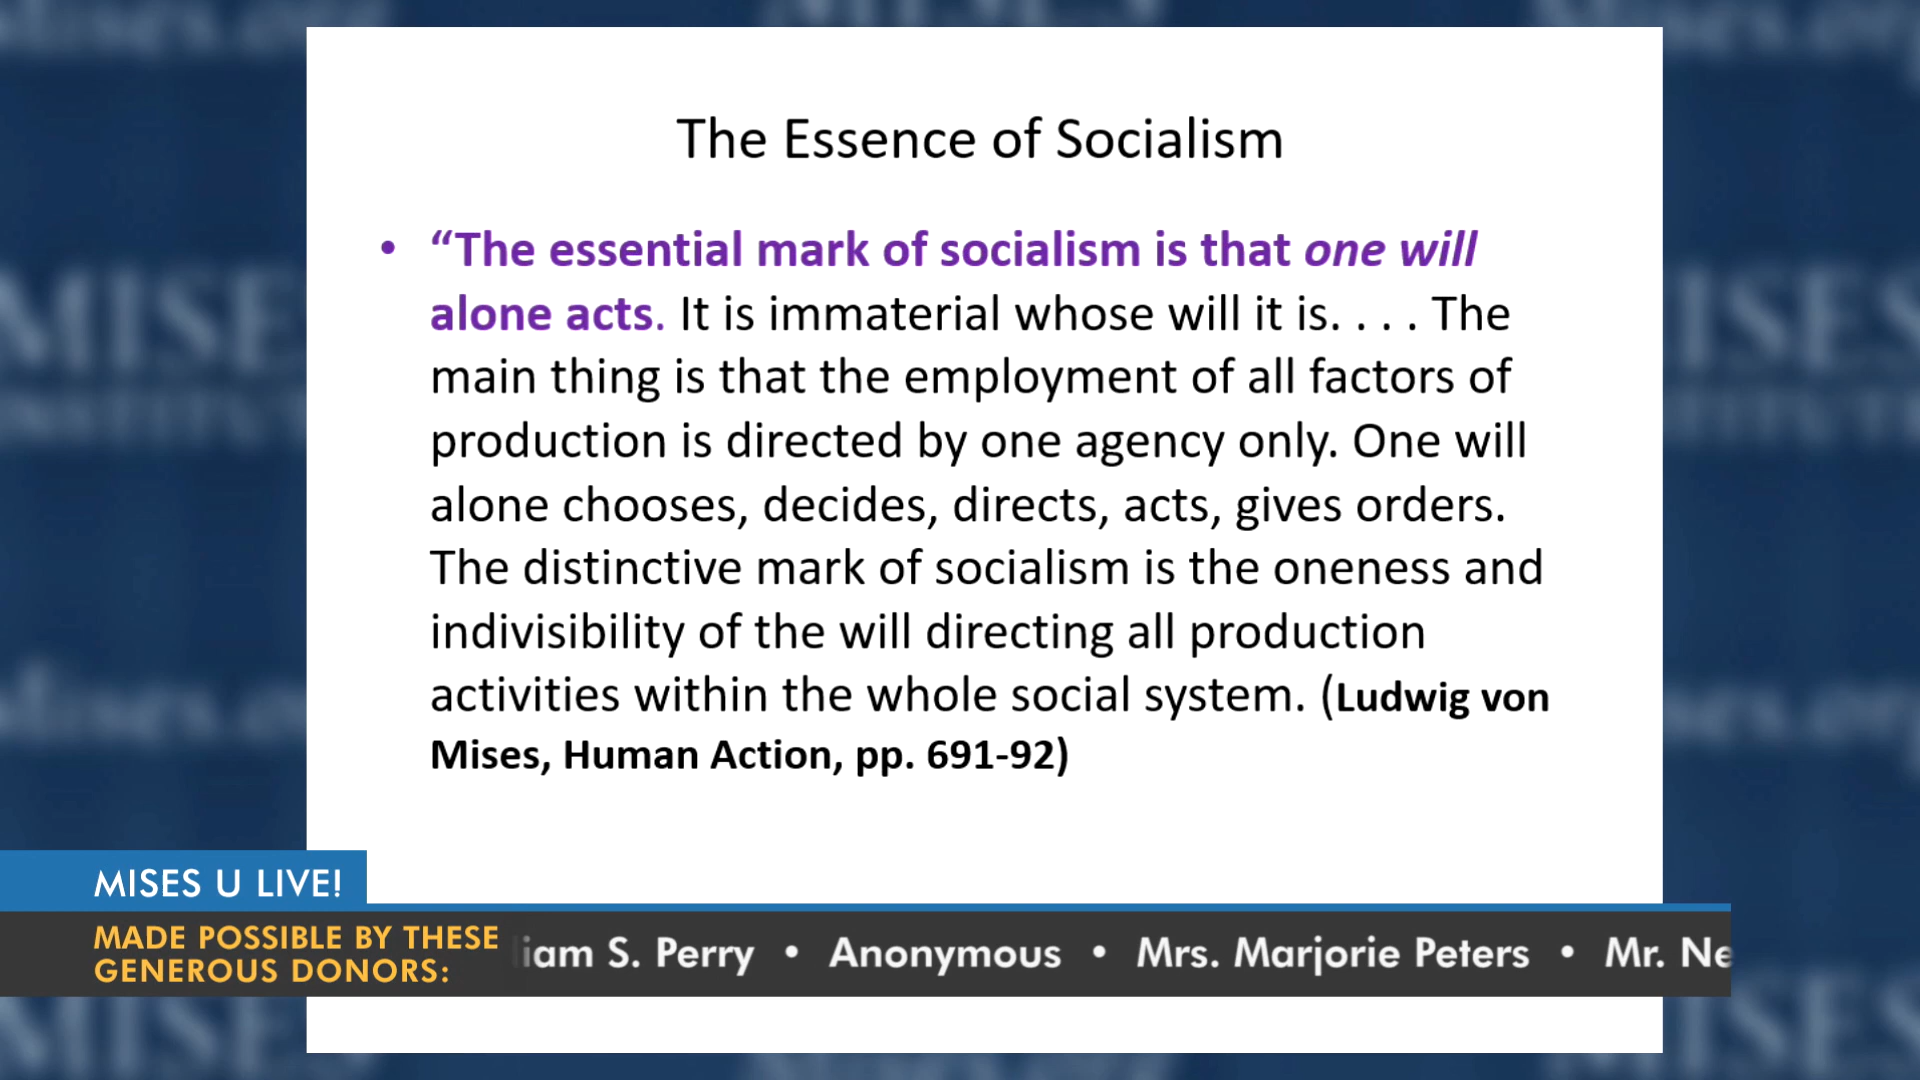 The Essence of Socialism
• “The essential mark of socialism is that one will
alone acts. It is immaterial whose will it is. . . . The
main thing is that the employment of all factors of
production is directed by one agency only. One will
alone chooses, decides, directs, acts, gives orders.
The distinctive mark of socialism is the oneness and
indivisibility of the will directing all production
activities within the whole social system. (Ludwig von
Mises, Human Action, pp. 691-92)
MISES U LIVE!
MADE POSSIBLE BY THESE
GENEROUS DONORS:
iam S. Perry • Anonymous • Mrs. Marjorie Peters • Mr. Ne